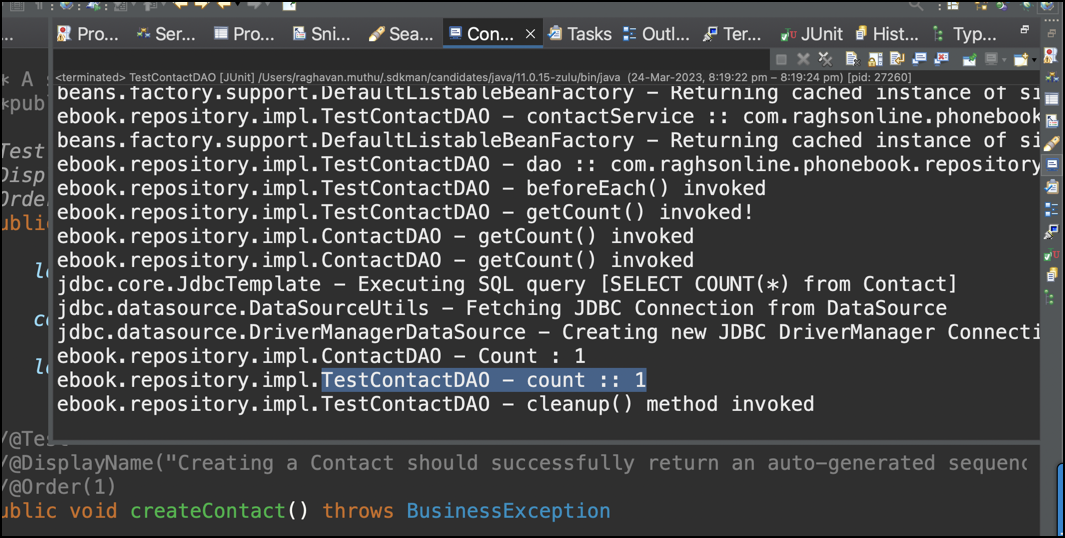 Pro... Ser... Pro... Sni... Sea... Con... Tasks Outl... Ter... JUnit Hist... Typ...
<terminated> TestContactDAO [JUnit] /Users/raghavan.muthu/.sdkman/candidates/java/11.0.15-zulu/bin/java (24-Mar-2023, 8:19:22 pm – 8:19:24 pm) [pid: 27260]
beans.factory.support.DefaultListableBeanFactory - Returning cached instance of si
ebook.repository.impl.TestContactDAO - contactService :: com.raghsonline.phonebook
beans.factory.support.DefaultListableBeanFactory - Returning cached instance of si
ebook.repository.impl.TestContactDAO - dao :: com.raghsonline.phonebook.repository
ebook.repository.impl.TestContactDAO - beforeEach() invoked
ebook.repository.impl.TestContactDAO - getCount() invoked!
ebook.repository.impl.ContactDAO - getCount() invoked
ebook.repository.impl.ContactDAO - getCount() invoked
jdbc.core.JdbcTemplate - Executing SQL query [SELECT COUNT(*) from Contact]
jdbc.datasource.DataSourceUtils - Fetching JDBC Connection from DataSource
jdbc.datasource.DriverManagerDataSource - Creating new JDBC DriverManager Connecti
ebook.repository.impl.ContactDAO - Count : 1
ebook.repository.impl.TestContactDAO - count :: 1
ebook.repository.impl.TestContactDAO - cleanup() method invoked
/@Test
/@DisplayName("Creating a Contact should successfully return an auto-generated sequenc
/@Order(1)
ublic void createContact() throws BusinessException